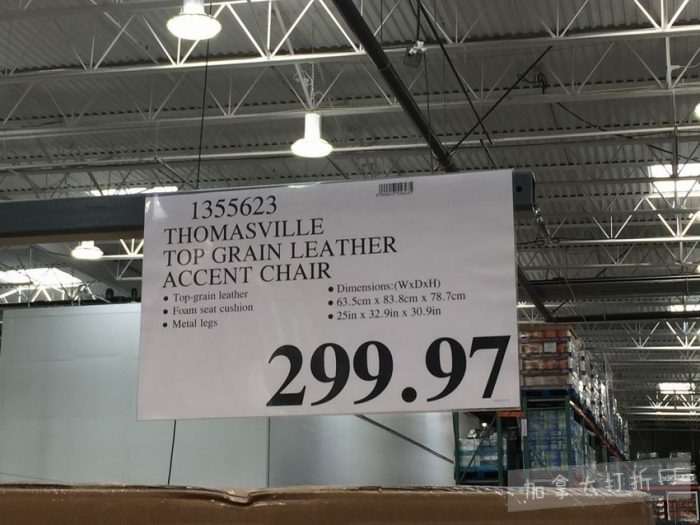 1355623
THOMASVILLE
TOP GRAIN LEATHER
ACCENT CHAIR
• Top-grain leather
• Foam seat cushion
• Metal legs
• Dimensions:(WxDxH)
• 63.5cm x 83.8cm x 78.7cm
• 25in x 32.9in x 30.9in
299.97
加拿大打折